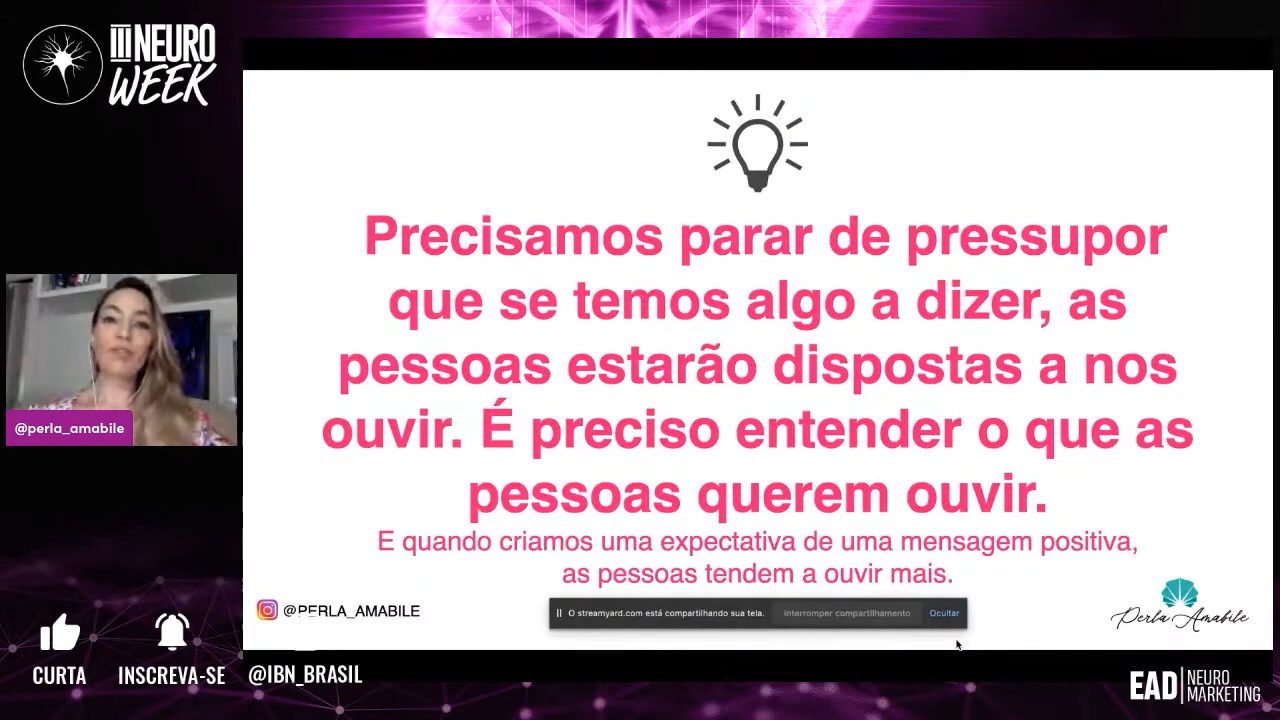 III NEURO
WEEK
Precisamos parar de pressupor
que se temos algo a dizer, as
pessoas estarão dispostas a nos
ouvir. É preciso entender o que as
pessoas querem ouvir.
E quando criamos uma expectativa de uma mensagem positiva,
as pessoas tendem a ouvir mais.
@perla_amabile
@PERLA_AMABILE
II O streamyard.com está compartilhando sua tela. Interromper compartilhamento Ocultar
Perla Amabile
CURTA
INSCREVA-SE
@IBN_BRASIL
EAD NEURO
MARKETING